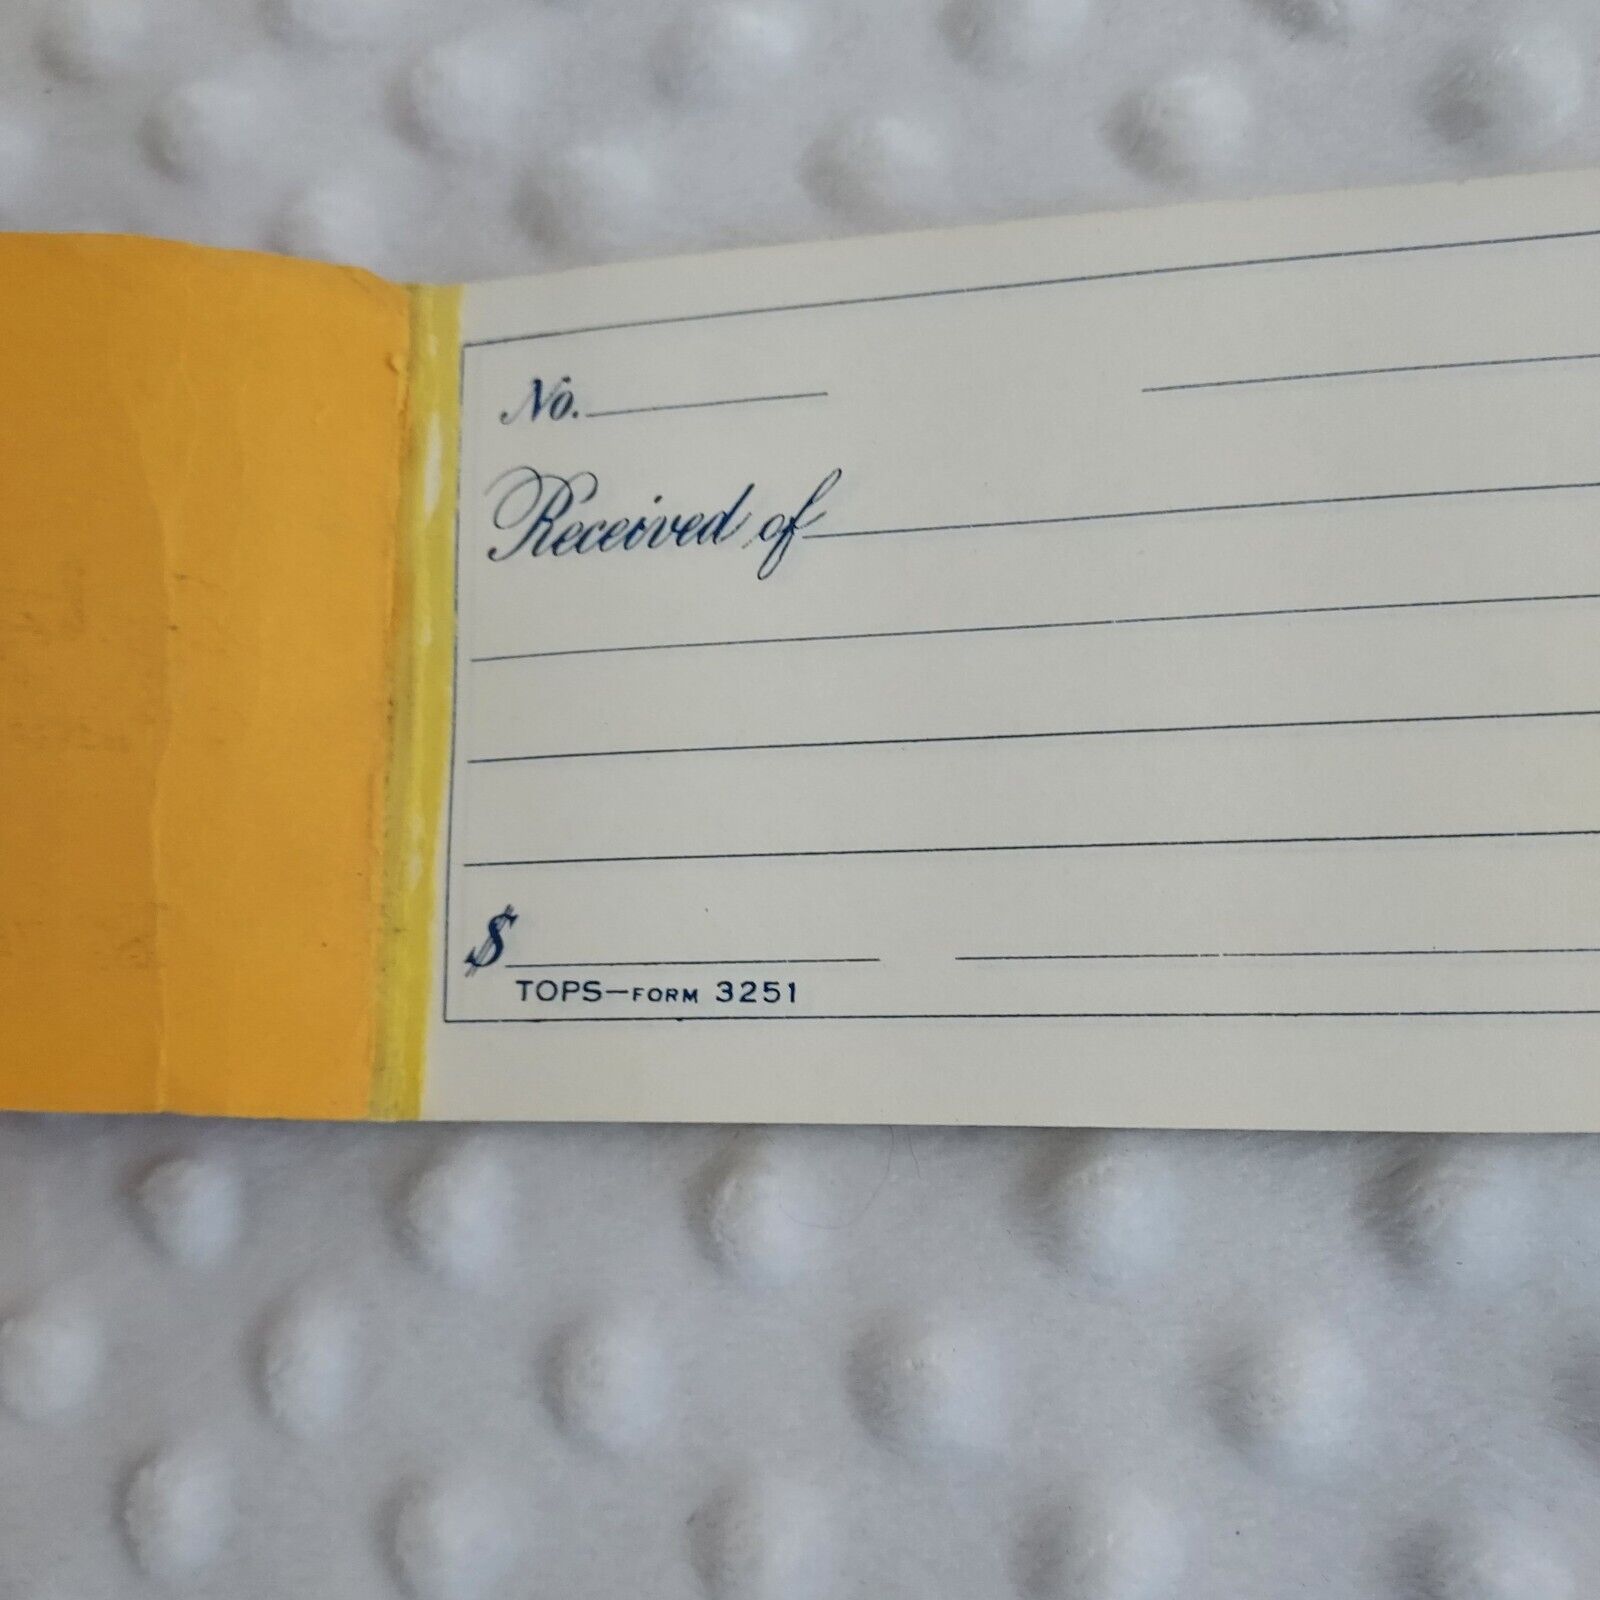 No.
Received of
$
TOPS—FORM 3251